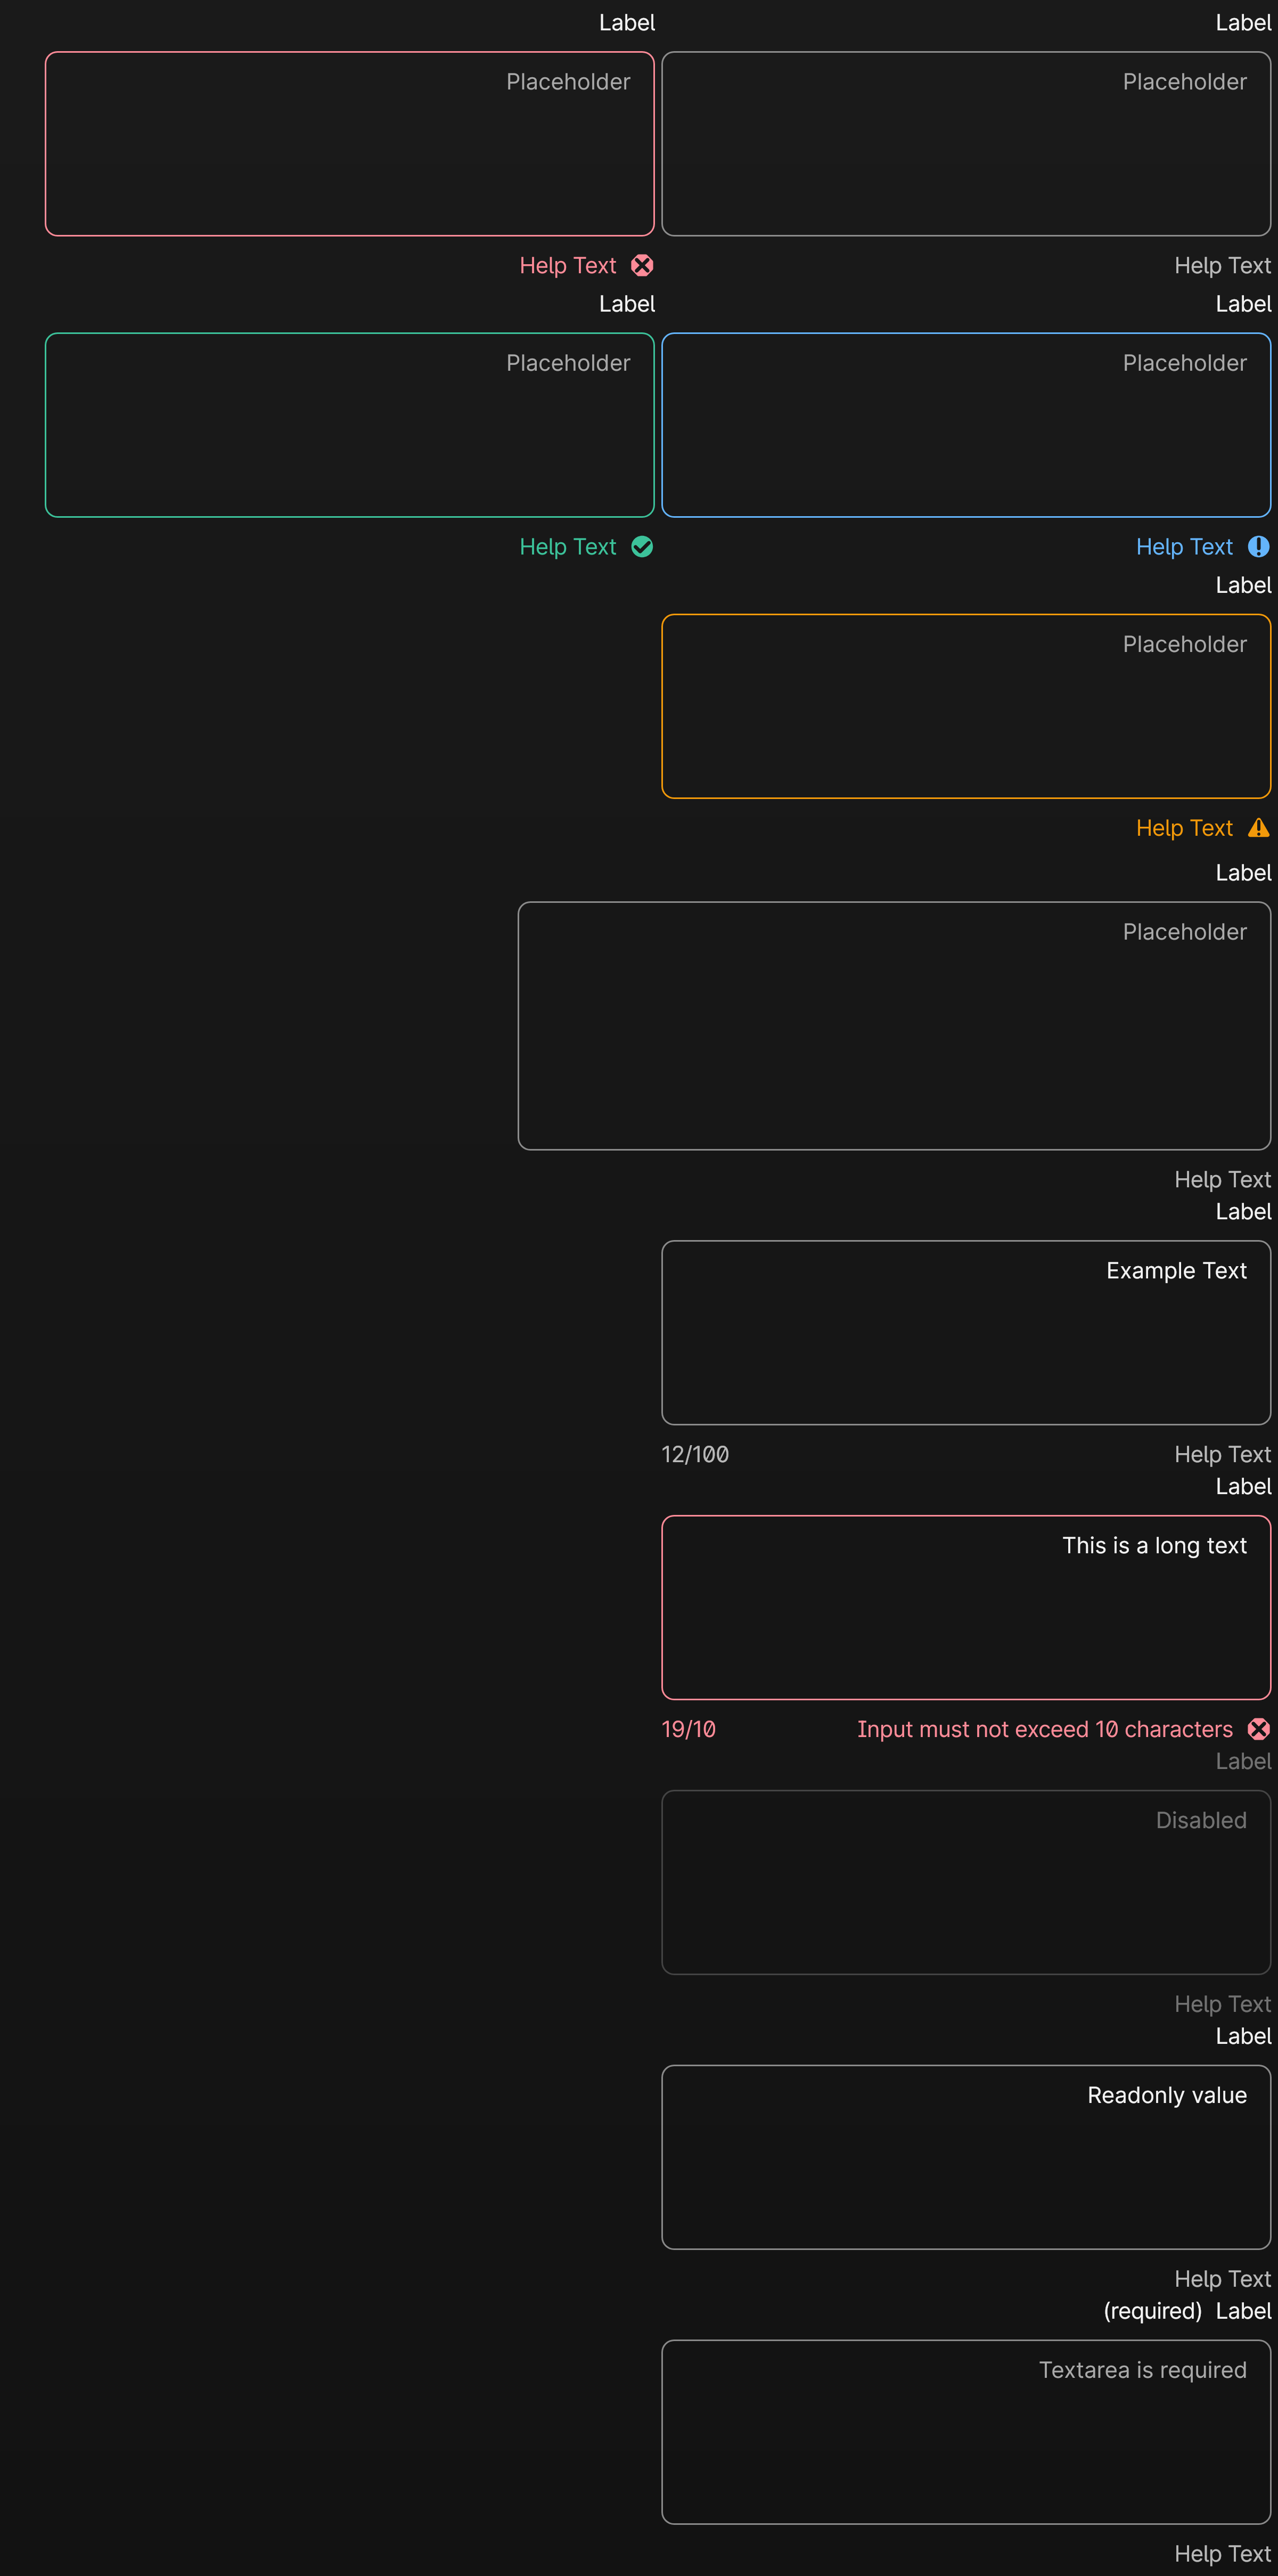 Label
Placeholder
Help Text
Label
Placeholder
Help Text
Label
Placeholder
Help Text
Label
Placeholder
Help Text
Label
Placeholder
Help Text
Label
Placeholder
Help Text
Label
Example Text
12/100 Help Text
Label
This is a long text
19/10 Input must not exceed 10 characters
Label
Disabled
Help Text
Label
Readonly value
Help Text
(required) Label
Textarea is required
Help Text